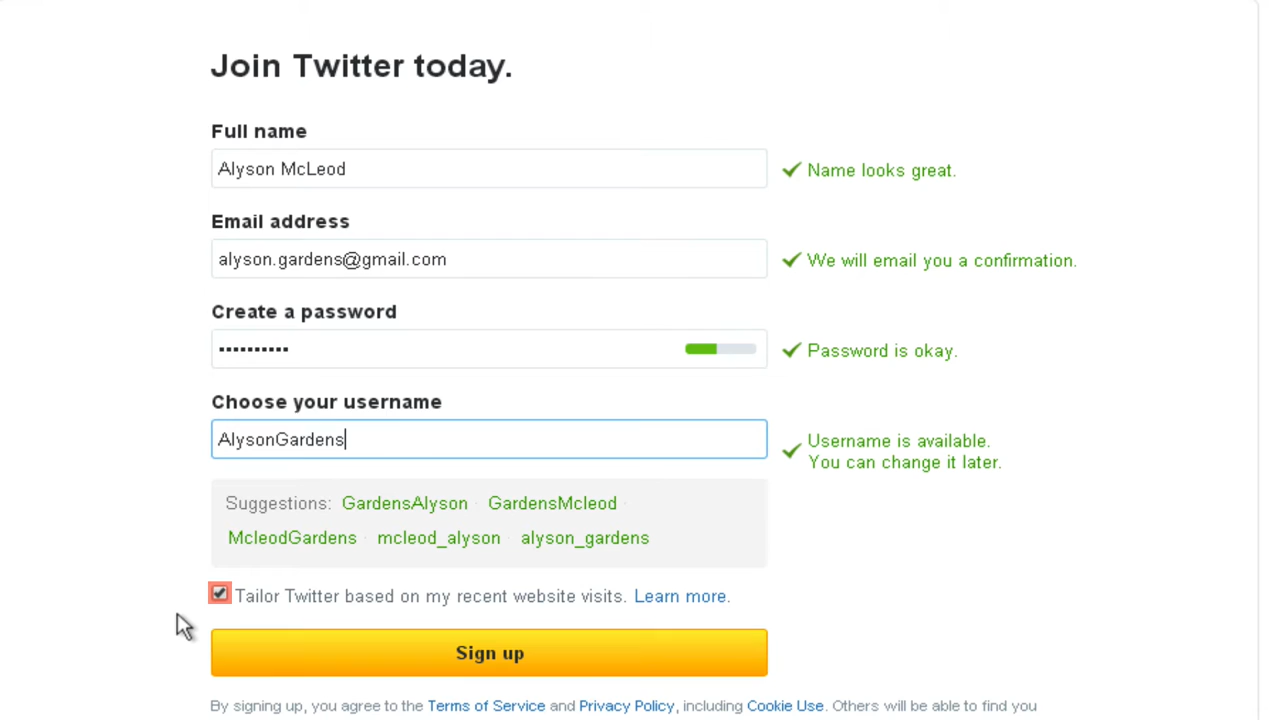 Join Twitter today.
Full name
Alyson McLeod
Name looks great.
Email address
alyson.gardens@gmail.com
We will email you a confirmation.
Create a password
••••••••••
Password is okay.
Choose your username
AlysonGardens
Username is available.
You can change it later.
Suggestions: GardensAlyson · GardensMcleod ·
McleodGardens · mcleod_alyson · alyson_gardens
Tailor Twitter based on my recent website visits. Learn more.
Sign up
By signing up, you agree to the Terms of Service and Privacy Policy, including Cookie Use. Others will be able to find you